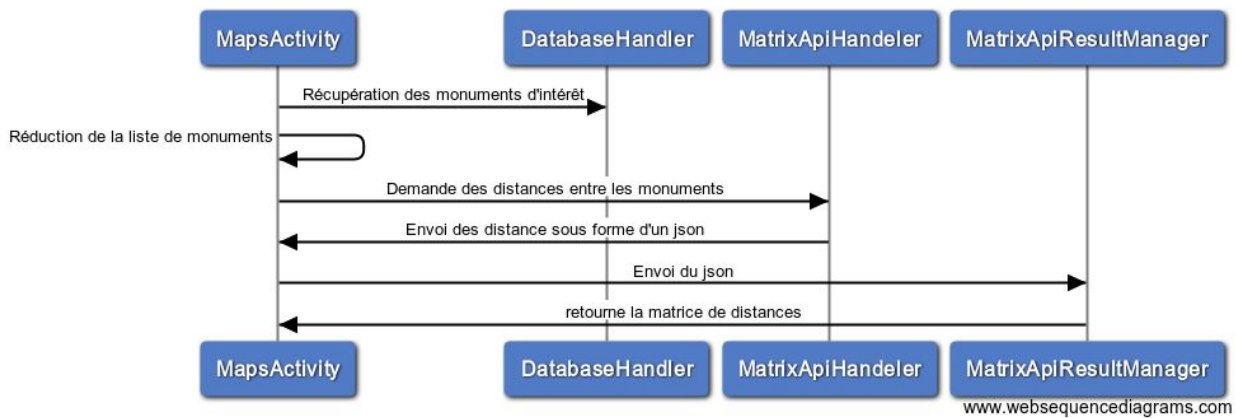 MapsActivity
DatabaseHandler
MatrixApiHandeler
MatrixApiResultManager
Récupération des monuments d'intérêt
Réduction de la liste de monuments
Demande des distances entre les monuments
Envoi des distance sous forme d'un json
Envoi du json
retourne la matrice de distances
MapsActivity
DatabaseHandler
MatrixApiHandeler
MatrixApiResultManager
www.websequencediagrams.com